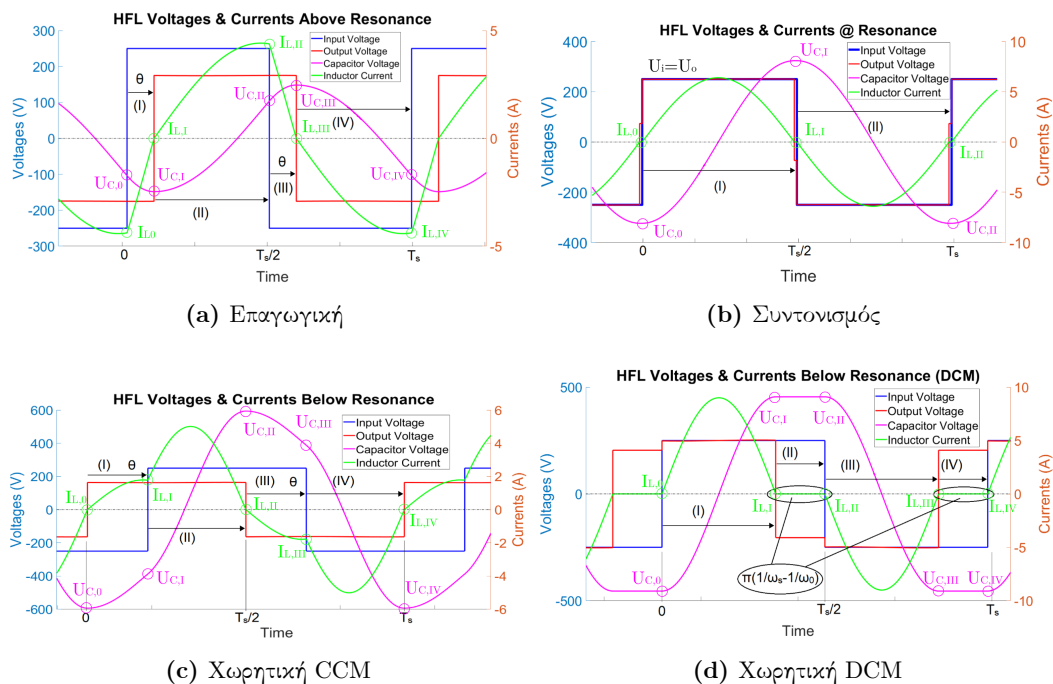 HFL Voltages & Currents Above Resonance
Voltages (V)
Currents (A)
300
200
100
0
-100
-200
-300
5
0
-5
Input Voltage
Output Voltage
Capacitor Voltage
Inductor Current
θ
(I)
(II)
θ
(III)
(IV)
U_C,0
U_C,I
U_C,II
U_C,III
U_C,IV
I_L0
I_L,I
I_L,II
I_L,III
I_L,IV
0
T_s/2
T_s
Time
(a) Επαγωγική
HFL Voltages & Currents @ Resonance
Voltages (V)
Currents (A)
400
200
0
-200
-400
10
5
0
-5
-10
Input Voltage
Output Voltage
Capacitor Voltage
Inductor Current
U_i=U_o
U_C,0
U_C,I
U_C,II
I_L,0
I_L,I
I_L,II
(I)
(II)
0
T_s/2
T_s
Time
(b) Συντονισμός
HFL Voltages & Currents Below Resonance
Voltages (V)
Currents (A)
600
400
200
0
-200
-400
-600
6
4
2
0
-2
-4
-6
Input Voltage
Output Voltage
Capacitor Voltage
Inductor Current
(I) θ
(II)
(III) θ
(IV)
U_C,0
U_C,I
U_C,II
U_C,III
U_C,IV
I_L,0
I_L,I
I_L,II
I_L,III
I_L,IV
0
T_s/2
T_s
Time
(c) Χωρητική CCM
HFL Voltages & Currents Below Resonance (DCM)
Voltages (V)
Currents (A)
500
0
-500
10
5
0
-5
-10
Input Voltage
Output Voltage
Capacitor Voltage
Inductor Current
U_C,0
U_C,I
U_C,II
U_C,III
U_C,IV
I_L,0
I_L,I
I_L,II
I_L,III
I_L,IV
(I)
(II)
(III)
(IV)
π(1/ω_s-1/ω_0)
0
T_s/2
T_s
Time
(d) Χωρητική DCM